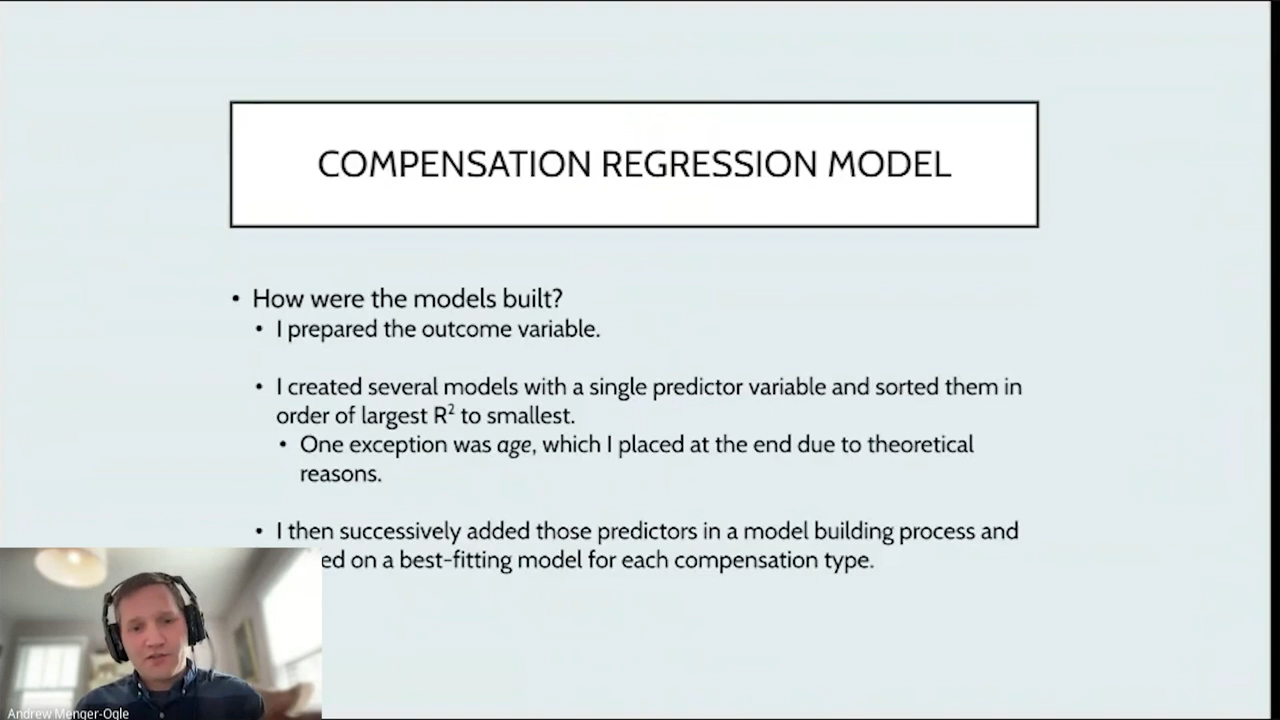 COMPENSATION REGRESSION MODEL
• How were the models built?
• I prepared the outcome variable.
• I created several models with a single predictor variable and sorted them in
order of largest R² to smallest.
• One exception was age, which I placed at the end due to theoretical
reasons.
• I then successively added those predictors in a model building process and
ed on a best-fitting model for each compensation type.
Andrew Menger-Ogle